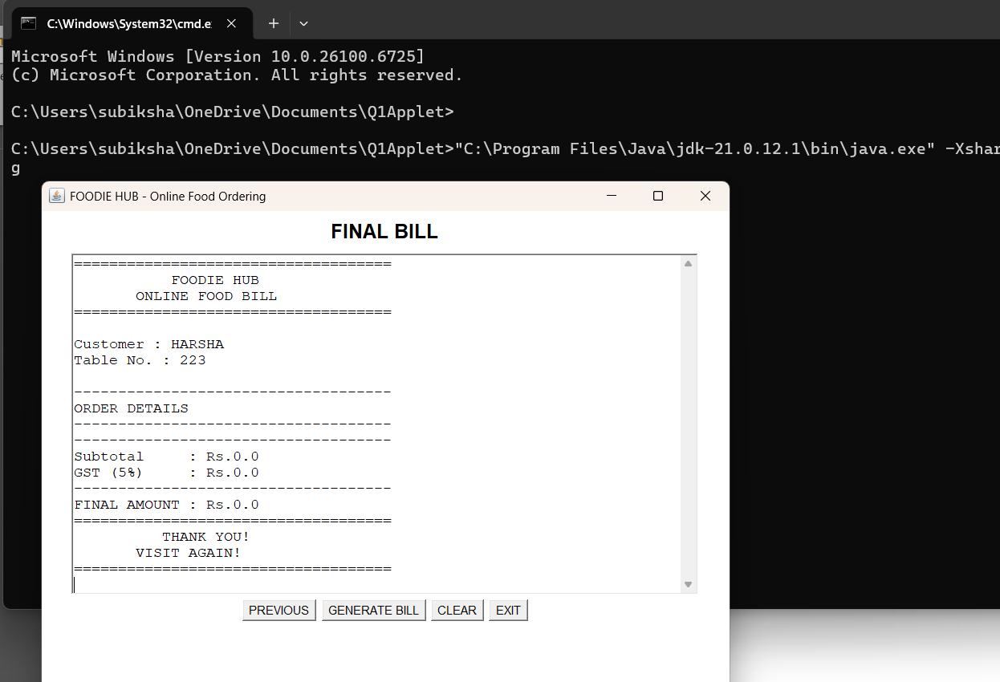 C:\Windows\System32\cmd.e
Microsoft Windows [Version 10.0.26100.6725]
(c) Microsoft Corporation. All rights reserved.
C:\Users\subiksha\OneDrive\Documents\Q1Applet>
C:\Users\subiksha\OneDrive\Documents\Q1Applet>"C:\Program Files\Java\jdk-21.0.12.1\bin\java.exe" -Xshar
g
FOODIE HUB - Online Food Ordering
FINAL BILL
====================================
FOODIE HUB
ONLINE FOOD BILL
====================================
Customer : HARSHA
Table No. : 223
------------------------------------
ORDER DETAILS
------------------------------------
------------------------------------
Subtotal     : Rs.0.0
GST (5%)     : Rs.0.0
------------------------------------
FINAL AMOUNT : Rs.0.0
====================================
THANK YOU!
VISIT AGAIN!
====================================
PREVIOUS GENERATE BILL CLEAR EXIT